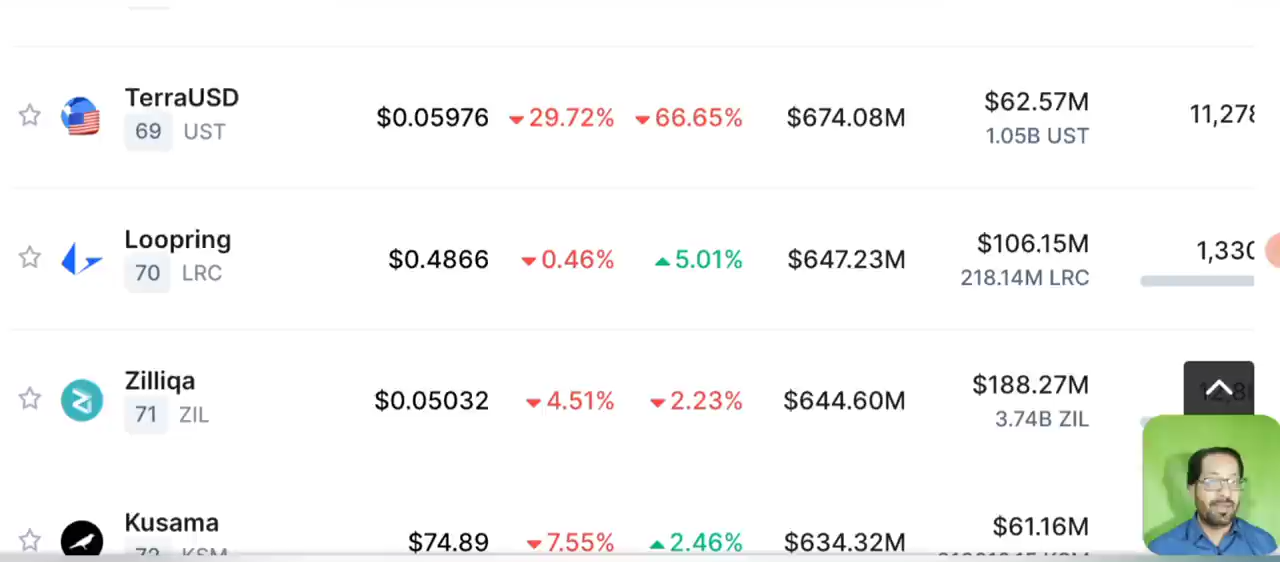 TerraUSD
69 UST
$0.05976 29.72% 66.65% $674.08M $62.57M
1.05B UST
Loopring
70 LRC
$0.4866 0.46% 5.01% $647.23M $106.15M
218.14M LRC
Zilliqa
71 ZIL
$0.05032 4.51% 2.23% $644.60M $188.27M
3.74B ZIL
Kusama
72 KSM
$74.89 7.55% 2.46% $634.32M $61.16M